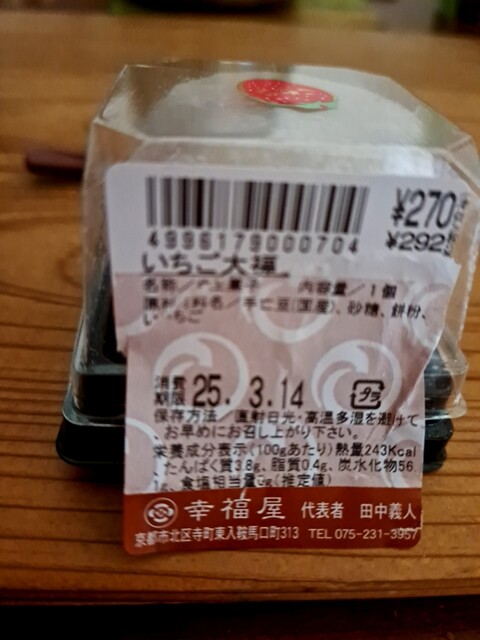 ¥270
4996179000704
¥292
いちご大福
名称／ 上菓子 内容量／1個
原材料名／手亡豆(国産)、砂糖、餅粉、
いちご
消費
期限 25. 3.14 プラ
保存方法／直射日光・高温多湿を避けて
、お早めにお召し上がり下さい。
栄養成分表示(100gあたり)熱量243Kcal
たんぱく質3.8g、脂質0.4g、炭水化物56
食塩相当量0g(推定値)
幸福屋 代表者 田中義人
京都市北区寺町東入鞍馬口町313 TEL 075-231-3957